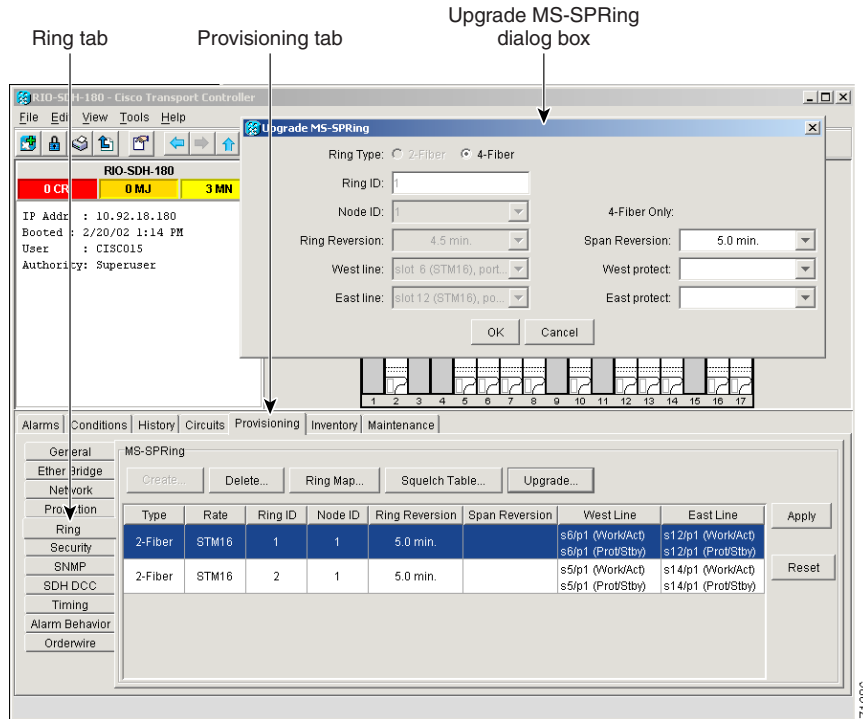 Upgrade MS-SPRing
dialog box
Ring tab
Provisioning tab
RIO-SDH-180 - Cisco Transport Controller
File Edit View Tools Help
Upgrade MS-SPRing
Ring Type: 2-Fiber 4-Fiber
Ring ID: 1
Node ID: 1 4-Fiber Only:
Ring Reversion: 4.5 min. Span Reversion: 5.0 min.
West line: slot 6 (STM16), port... West protect:
East line: slot 12 (STM16), po... East protect:
OK Cancel
RIO-SDH-180
0 CR 0 MJ 3 MN
IP Addr : 10.92.18.180
Booted : 2/20/02 1:14 PM
User : CISCO15
Authority: Superuser
1 2 3 4 5 6 7 8 9 10 11 12 13 14 15 16 17
Alarms Conditions History Circuits Provisioning Inventory Maintenance
General
Ether Bridge
Network
Protection
Ring
Security
SNMP
SDH DCC
Timing
Alarm Behavior
Orderwire
MS-SPRing
Create... Delete... Ring Map... Squelch Table... Upgrade...
Type Rate Ring ID Node ID Ring Reversion Span Reversion West Line East Line
2-Fiber STM16 1 1 5.0 min. s6/p1 (Work/Act) s12/p1 (Work/Act)
s6/p1 (Prot/Stby) s12/p1 (Prot/Stby)
2-Fiber STM16 2 1 5.0 min. s5/p1 (Work/Act) s14/p1 (Work/Act)
s5/p1 (Prot/Stby) s14/p1 (Prot/Stby)
Apply
Reset